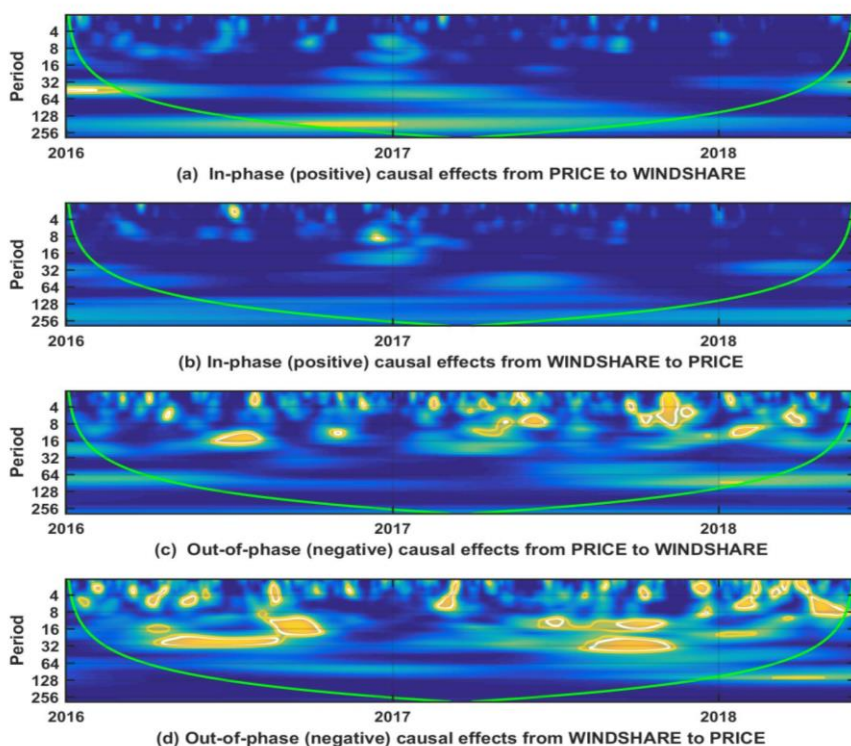 Period
4
8
16
32
64
128
256
2016 2017 2018
(a) In-phase (positive) causal effects from PRICE to WINDSHARE
Period
4
8
16
32
64
128
256
2016 2017 2018
(b) In-phase (positive) causal effects from WINDSHARE to PRICE
Period
4
8
16
32
64
128
256
2016 2017 2018
(c) Out-of-phase (negative) causal effects from PRICE to WINDSHARE
Period
4
8
16
32
64
128
256
2016 2017 2018
(d) Out-of-phase (negative) causal effects from WINDSHARE to PRICE